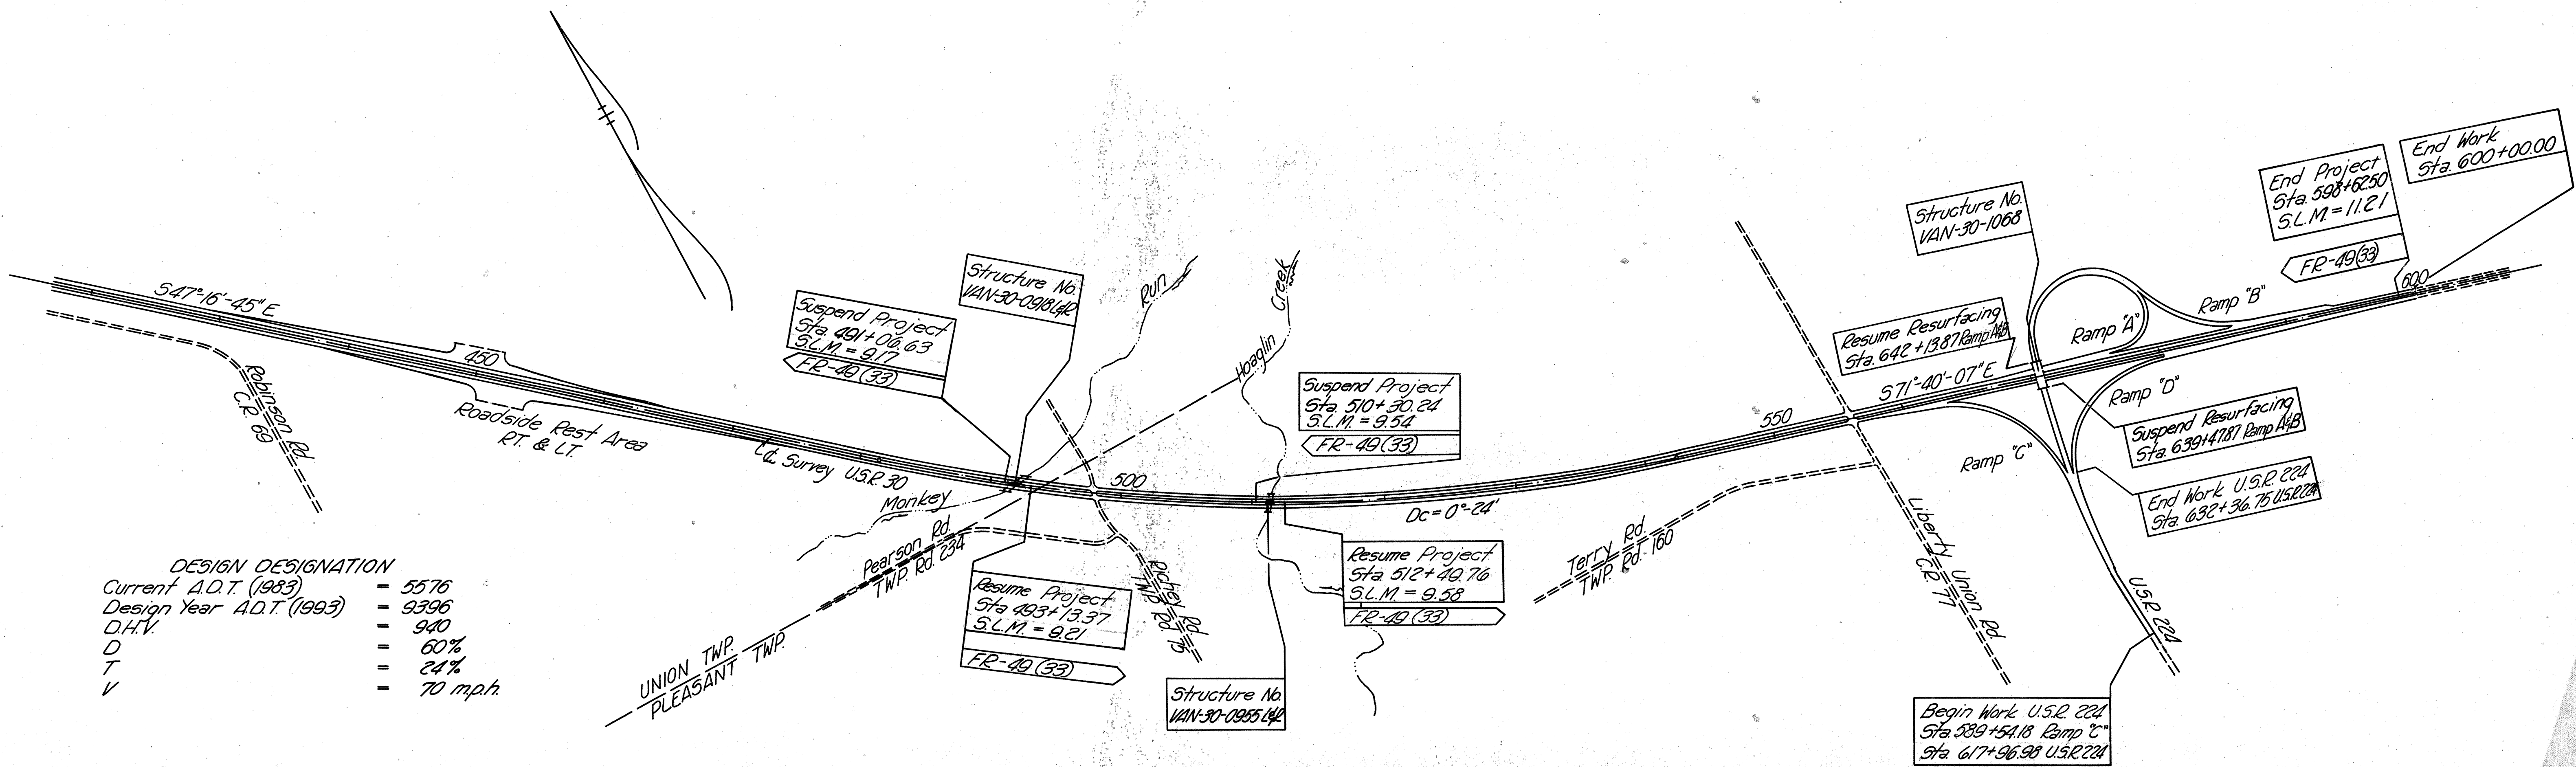 S47°-16'-45" E
Robinson Rd.
C.R. 69
450
Roadside Rest Area
RT. & LT.
℄ Survey U.S.R. 30
Suspend Project
Sta. 491+06.63
S.L.M. = 9.17
FR-49 (33)
Structure No.
VAN-30-0918 L&R
Monkey
Run
Hoaglin
Creek
Pearson Rd.
TWP. Rd. 234
UNION TWP.
PLEASANT TWP.
Resume Project
Sta 493+13.37
S.L.M. = 9.21
FR-49 (33)
500
Richey Rd.
TWP. Rd. 75
Structure No.
VAN-30-0955 L&R
Suspend Project
Sta. 510+30.24
S.L.M. = 9.54
FR-49 (33)
Resume Project
Sta. 512+49.76
S.L.M. = 9.58
FR-49 (33)
Dc = 0°-24'
Terry Rd.
TWP. Rd. 160
550
Liberty Union Rd.
C.R. 77
S71°-40'-07" E
Structure No.
VAN-30-1068
Resume Resurfacing
Sta. 642+13.87 Ramp A&B
Ramp "A"
Ramp "B"
Ramp "C"
Ramp "D"
Suspend Resurfacing
Sta. 639+47.87 Ramp A&B
End Work U.S.R. 224
Sta. 632+36.75 U.S.R. 224
U.S.R. 224
Begin Work U.S.R. 224
Sta. 589+54.18 Ramp "C"
Sta. 617+96.98 U.S.R. 224
End Project
Sta. 598+62.50
S.L.M. = 11.21
FR-49 (33)
End Work
Sta. 600+00.00
600
DESIGN DESIGNATION
Current A.D.T. (1983) = 5576
Design Year A.D.T. (1993) = 9396
D.H.V. = 940
D = 60%
T = 24%
V = 70 m.p.h.